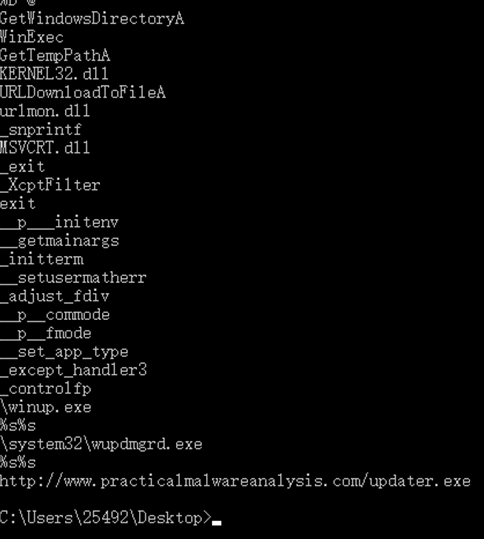 GetWindowsDirectoryA
WinExec
GetTempPathA
KERNEL32.dll
URLDownloadToFileA
urlmon.dll
_snprintf
MSVCRT.dll
_exit
_XcptFilter
exit
__p___initenv
__getmainargs
_initterm
__setusermatherr
_adjust_fdiv
__p__commode
__p__fmode
__set_app_type
_except_handler3
_controlfp
\winup.exe
%s%s
\system32\wupdmgrd.exe
%s%s
http://www.practicalmalwareanalysis.com/updater.exe
C:\Users\25492\Desktop>